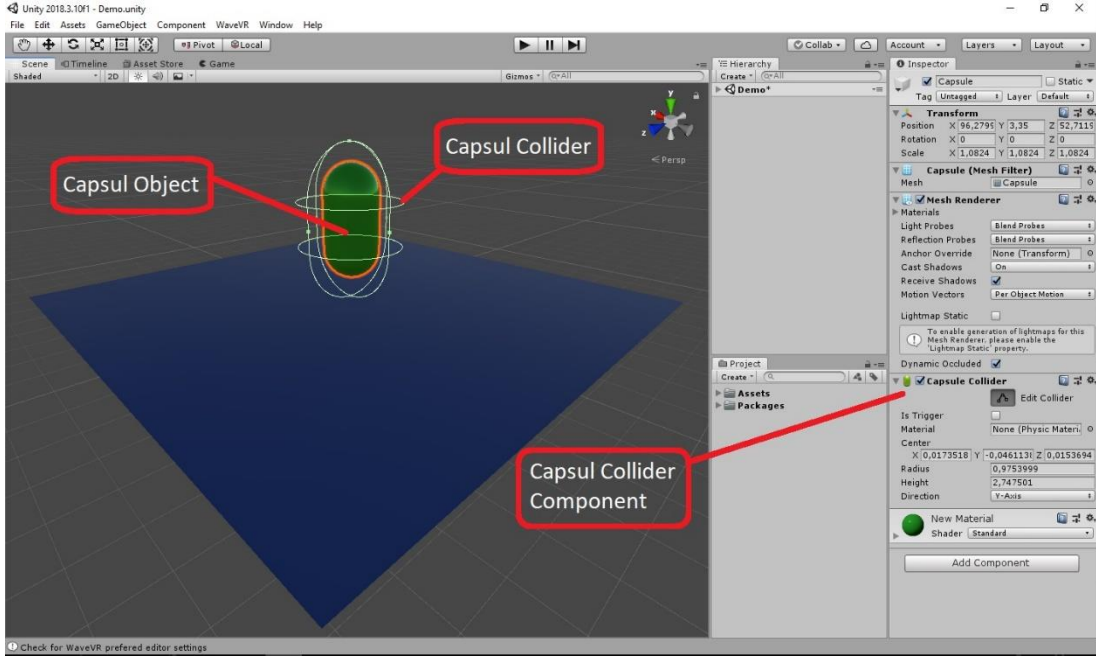 Unity 2018.3.10f1 - Demo.unity
File Edit Assets GameObject Component WaveVR Window Help
Pivot Local
Collab Account Layers Layout
Scene Timeline Asset Store Game
Shaded 2D Gizmos All
y
x
z
Persp
Capsul Collider
Capsul Object
Capsul Collider
Component
Hierarchy
Create All
Demo*
Project
Create
Assets
Packages
Inspector
Capsule Static
Tag Untagged Layer Default
Transform
Position X 96,2799 Y 3,35 Z 52,7119
Rotation X 0 Y 0 Z 0
Scale X 1,0824 Y 1,0824 Z 1,0824
Capsule (Mesh Filter)
Mesh Capsule
Mesh Renderer
Materials
Light Probes Blend Probes
Reflection Probes Blend Probes
Anchor Override None (Transform)
Cast Shadows On
Receive Shadows
Motion Vectors Per Object Motion
Lightmap Static
To enable generation of lightmaps for this
Mesh Renderer, please enable the
'Lightmap Static' property.
Dynamic Occluded
Capsule Collider
Edit Collider
Is Trigger
Material None (Physic Materi
Center
X 0,0173518 Y -0,046113 Z 0,0153694
Radius 0,9753999
Height 2,747501
Direction Y-Axis
New Material
Shader Standard
Add Component
Check for WaveVR prefered editor settings